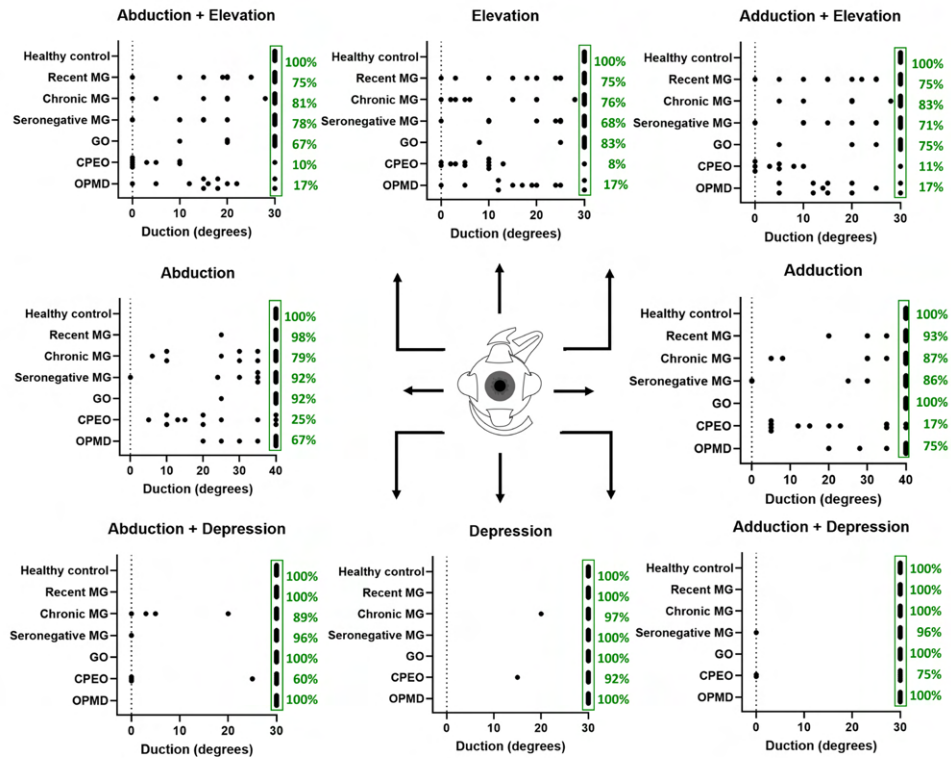 Abduction + Elevation
Healthy control 100%
Recent MG 75%
Chronic MG 81%
Seronegative MG 78%
GO 67%
CPEO 10%
OPMD 17%
0 10 20 30
Duction (degrees)
Elevation
Healthy control 100%
Recent MG 75%
Chronic MG 76%
Seronegative MG 68%
GO 83%
CPEO 8%
OPMD 17%
0 10 20 30
Duction (degrees)
Adduction + Elevation
Healthy control 100%
Recent MG 75%
Chronic MG 83%
Seronegative MG 71%
GO 75%
CPEO 11%
OPMD 17%
0 10 20 30
Duction (degrees)
Abduction
Healthy control 100%
Recent MG 98%
Chronic MG 79%
Seronegative MG 92%
GO 92%
CPEO 25%
OPMD 67%
0 10 20 30 40
Duction (degrees)
Adduction
Healthy control 100%
Recent MG 93%
Chronic MG 87%
Seronegative MG 86%
GO 100%
CPEO 17%
OPMD 75%
0 10 20 30 40
Duction (degrees)
Abduction + Depression
Healthy control 100%
Recent MG 100%
Chronic MG 89%
Seronegative MG 96%
GO 100%
CPEO 60%
OPMD 100%
0 10 20 30
Duction (degrees)
Depression
Healthy control 100%
Recent MG 100%
Chronic MG 97%
Seronegative MG 100%
GO 100%
CPEO 92%
OPMD 100%
0 10 20 30
Duction (degrees)
Adduction + Depression
Healthy control 100%
Recent MG 100%
Chronic MG 100%
Seronegative MG 96%
GO 100%
CPEO 75%
OPMD 100%
0 10 20 30
Duction (degrees)